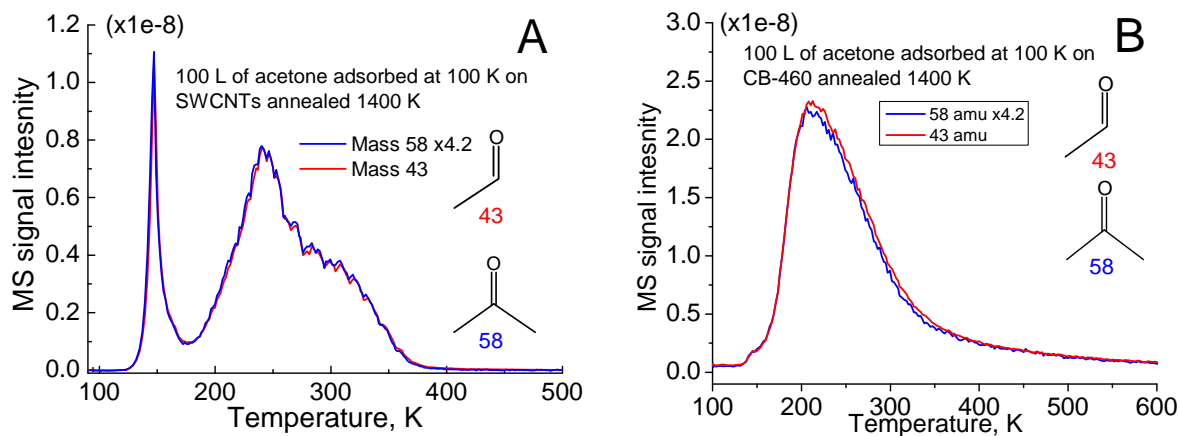 (x1e-8)
A
100 L of acetone adsorbed at 100 K on
SWCNTs annealed 1400 K
Mass 58 x4.2
Mass 43
O
43
O
58
MS signal intesnity
1.2
1.0
0.8
0.6
0.4
0.2
0.0
100 200 300 400 500
Temperature, K
(x1e-8)
B
100 L of acetone adsorbed at 100 K on
CB-460 annealed 1400 K
58 amu x4.2
43 amu
O
43
O
58
MS signal intesnity
3.0
2.5
2.0
1.5
1.0
0.5
0.0
100 200 300 400 500 600
Temperature, K